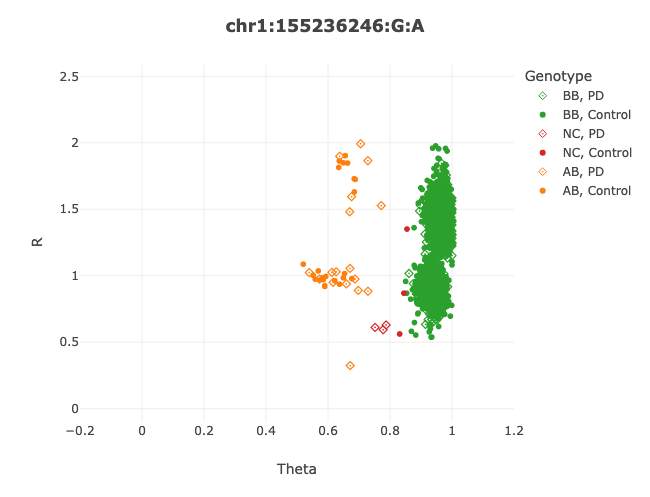 chr1:155236246:G:A
Genotype
BB, PD
BB, Control
NC, PD
NC, Control
AB, PD
AB, Control
2.5
2
1.5
1
0.5
0
R
−0.2 0 0.2 0.4 0.6 0.8 1 1.2
Theta